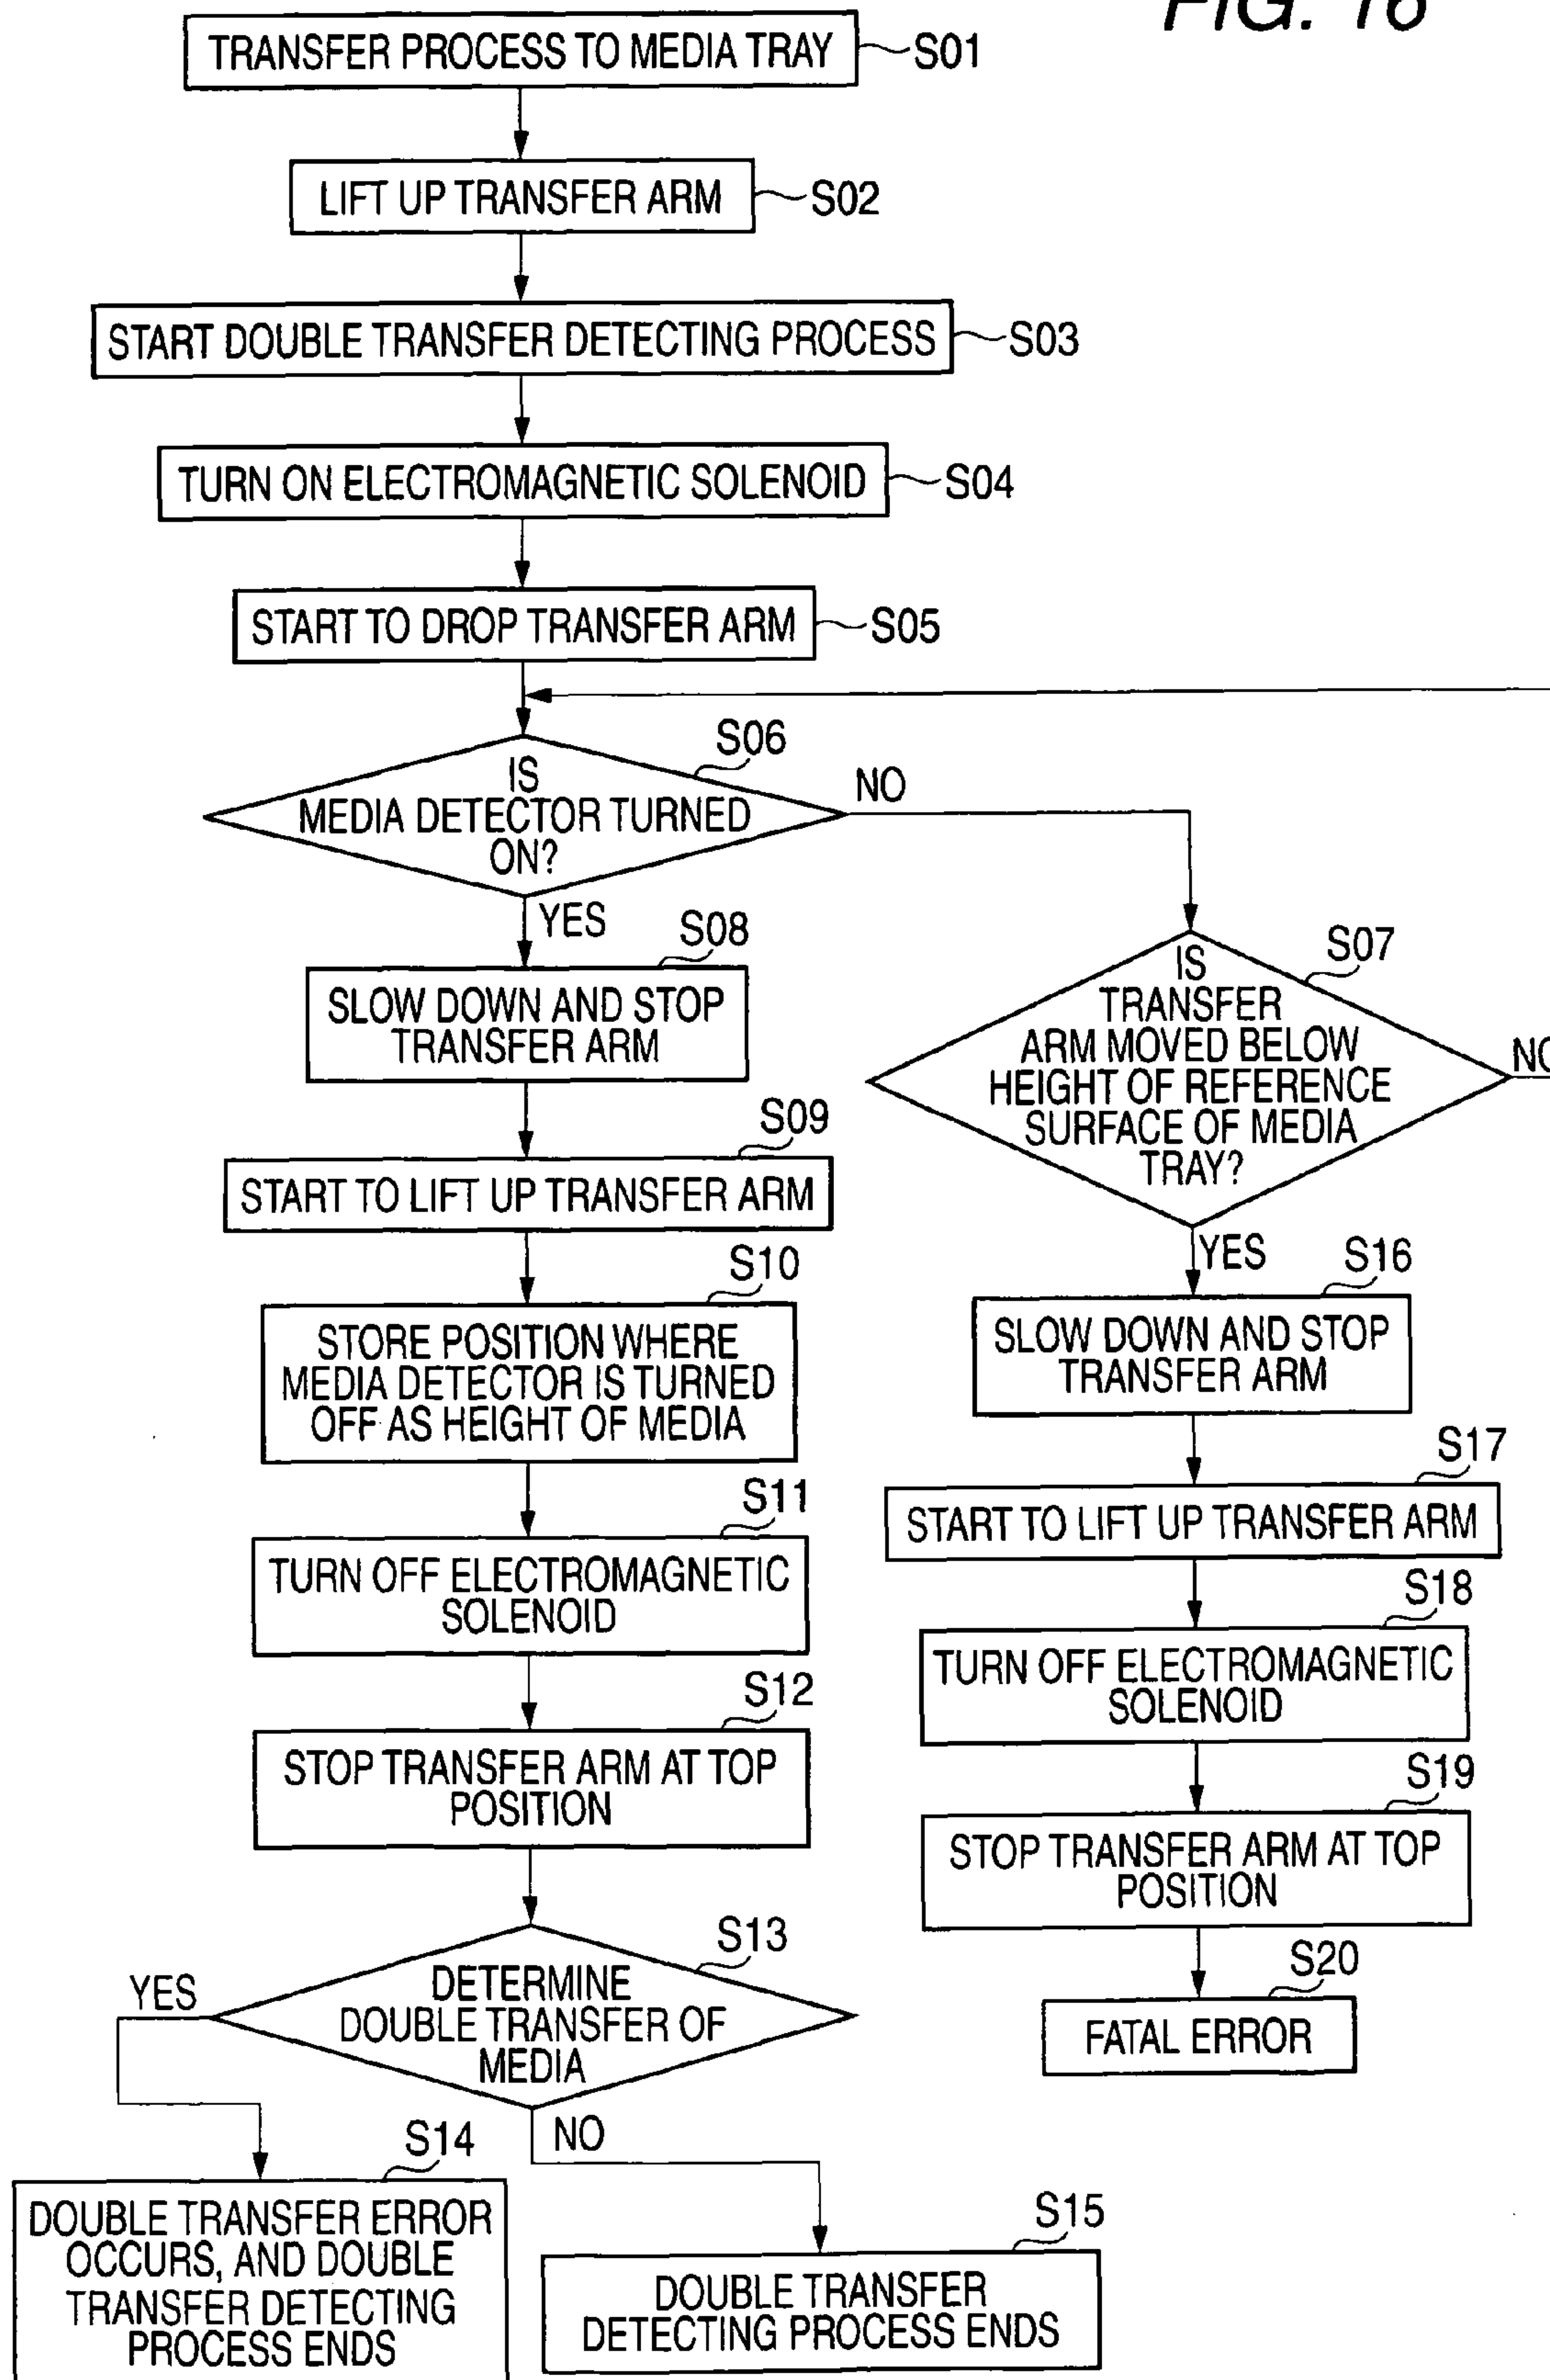 FIG. 16
TRANSFER PROCESS TO MEDIA TRAY
S01
LIFT UP TRANSFER ARM
S02
START DOUBLE TRANSFER DETECTING PROCESS
S03
TURN ON ELECTROMAGNETIC SOLENOID
S04
START TO DROP TRANSFER ARM
S05
S06
IS
MEDIA DETECTOR TURNED
ON?
NO
YES
S07
IS
TRANSFER
ARM MOVED BELOW
HEIGHT OF REFERENCE
SURFACE OF MEDIA
TRAY?
NO
YES
S08
SLOW DOWN AND STOP
TRANSFER ARM
S09
START TO LIFT UP TRANSFER ARM
S10
STORE POSITION WHERE
MEDIA DETECTOR IS TURNED
OFF AS HEIGHT OF MEDIA
S11
TURN OFF ELECTROMAGNETIC
SOLENOID
S12
STOP TRANSFER ARM AT TOP
POSITION
S13
DETERMINE
DOUBLE TRANSFER OF
MEDIA
YES
NO
S14
DOUBLE TRANSFER ERROR
OCCURS, AND DOUBLE
TRANSFER DETECTING
PROCESS ENDS
S15
DOUBLE TRANSFER
DETECTING PROCESS ENDS
S16
SLOW DOWN AND STOP
TRANSFER ARM
S17
START TO LIFT UP TRANSFER ARM
S18
TURN OFF ELECTROMAGNETIC
SOLENOID
S19
STOP TRANSFER ARM AT TOP
POSITION
S20
FATAL ERROR